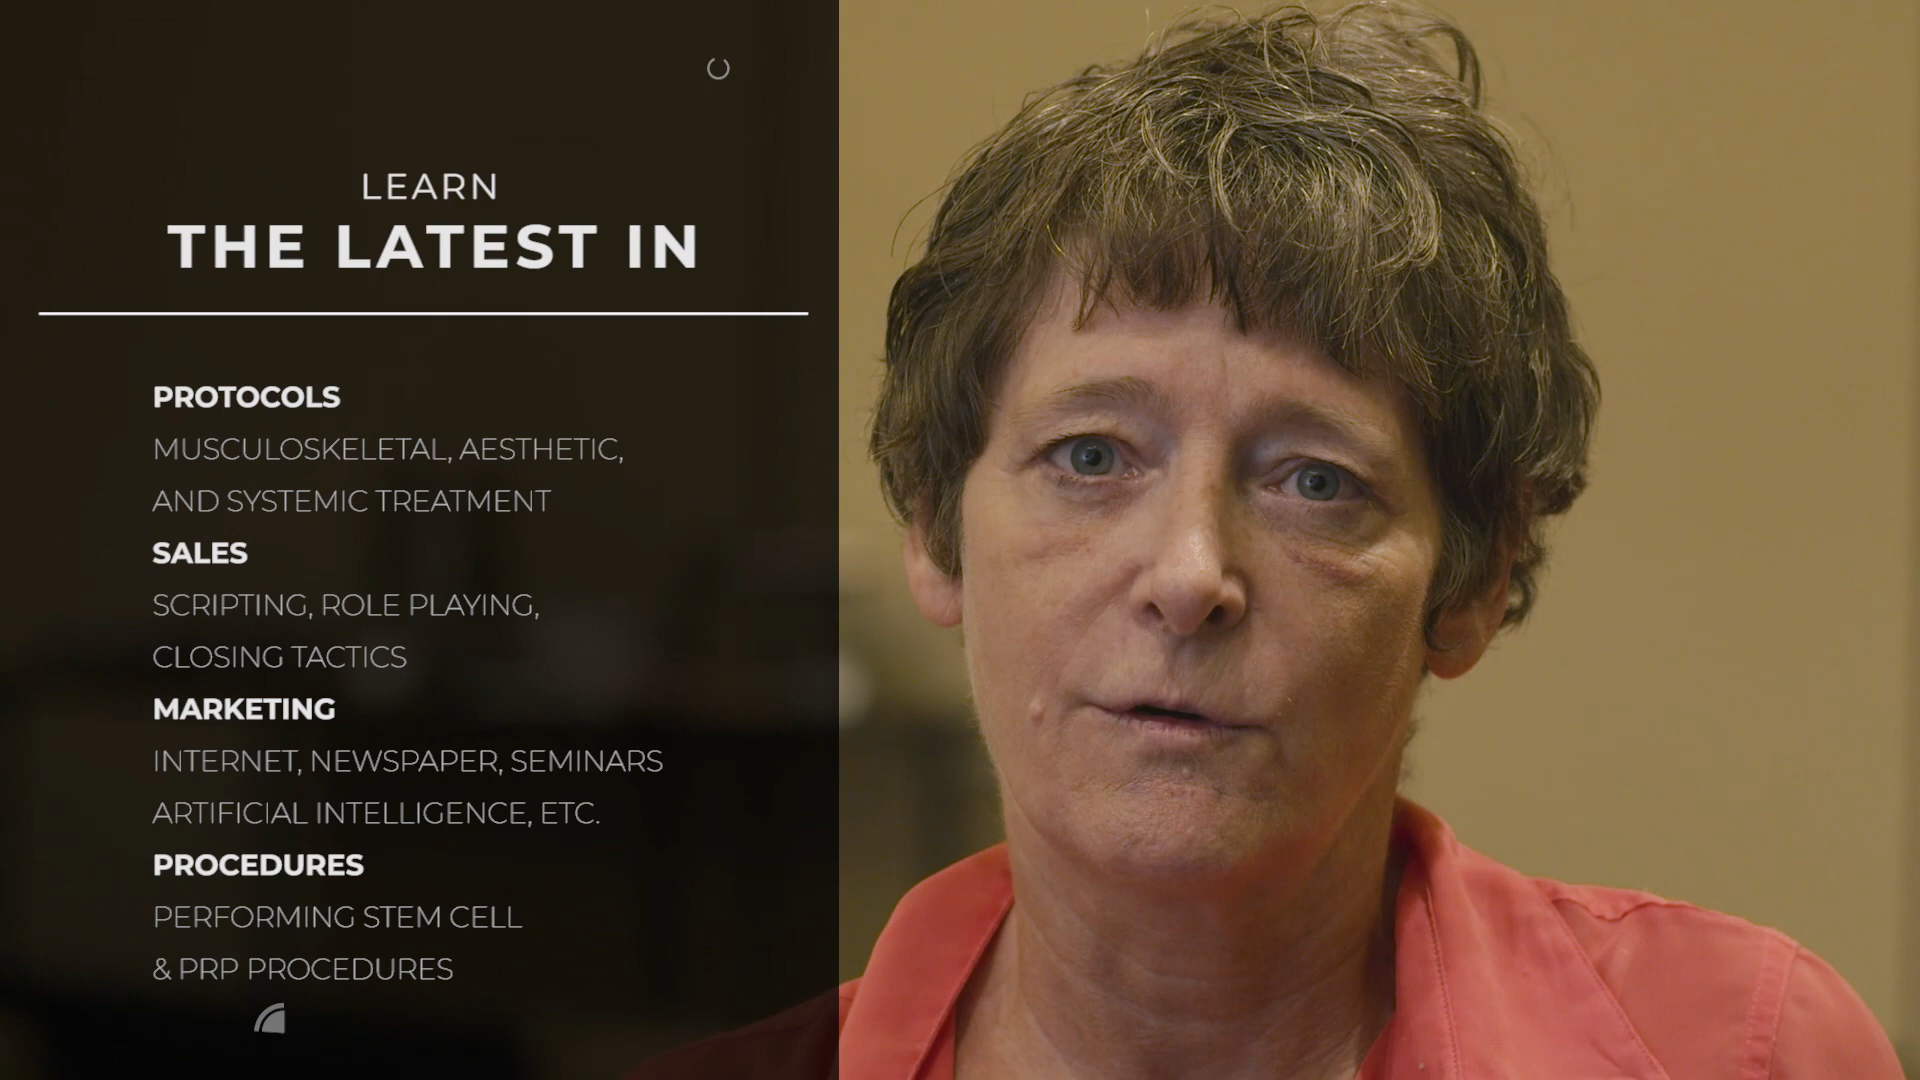 LEARN
THE LATEST IN
PROTOCOLS
MUSCULOSKELETAL, AESTHETIC,
AND SYSTEMIC TREATMENT
SALES
SCRIPTING, ROLE PLAYING,
CLOSING TACTICS
MARKETING
INTERNET, NEWSPAPER, SEMINARS
ARTIFICIAL INTELLIGENCE, ETC.
PROCEDURES
PERFORMING STEM CELL
& PRP PROCEDURES